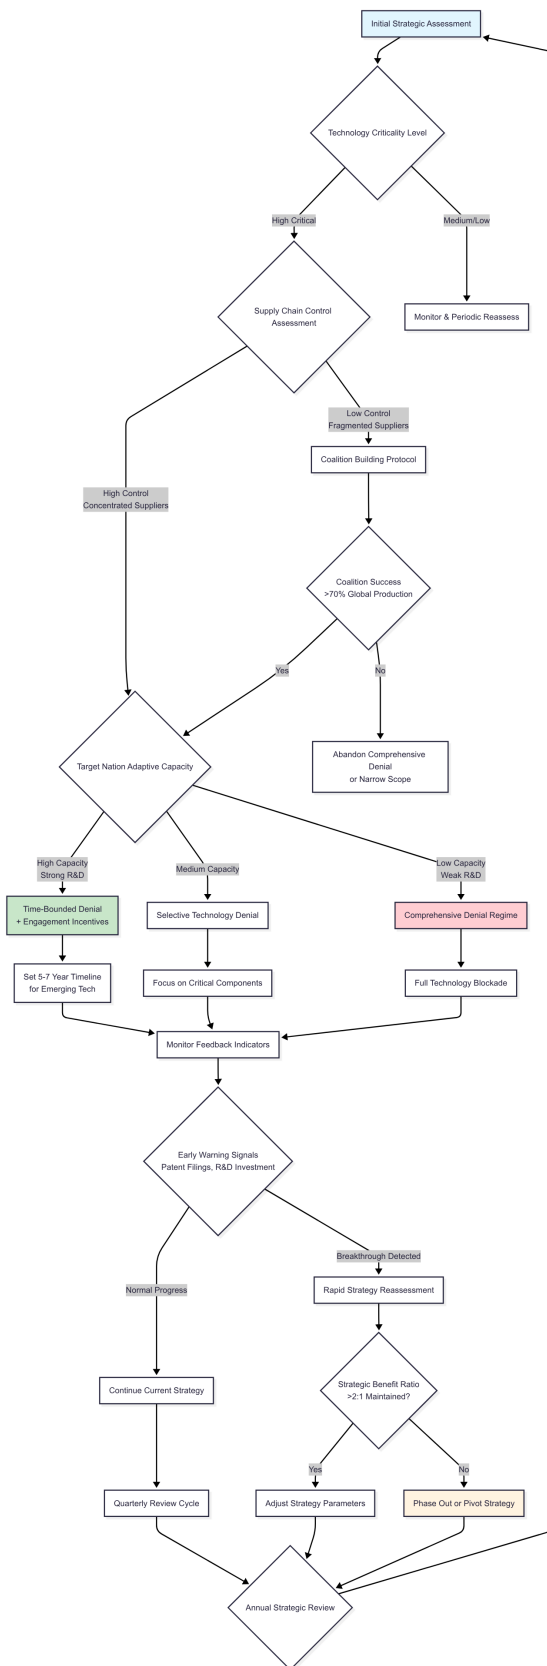 Initial Strategic Assessment
Technology Criticality Level
High Critical
Medium/Low
Supply Chain Control
Assessment
Monitor & Periodic Reassess
Low Control
Fragmented Suppliers
Coalition Building Protocol
High Control
Concentrated Suppliers
Coalition Success
>70% Global Production
Yes
No
Target Nation Adaptive Capacity
Abandon Comprehensive
Denial
or Narrow Scope
High Capacity
Strong R&D
Medium Capacity
Low Capacity
Weak R&D
Time-Bounded Denial
+ Engagement Incentives
Selective Technology Denial
Comprehensive Denial Regime
Set 5-7 Year Timeline
for Emerging Tech
Focus on Critical Components
Full Technology Blockade
Monitor Feedback Indicators
Early Warning Signals
Patent Filings, R&D Investment
Breakthrough Detected
Normal Progress
Rapid Strategy Reassessment
Continue Current Strategy
Strategic Benefit Ratio
>2:1 Maintained?
Yes
No
Quarterly Review Cycle
Adjust Strategy Parameters
Phase Out or Pivot Strategy
Annual Strategic Review